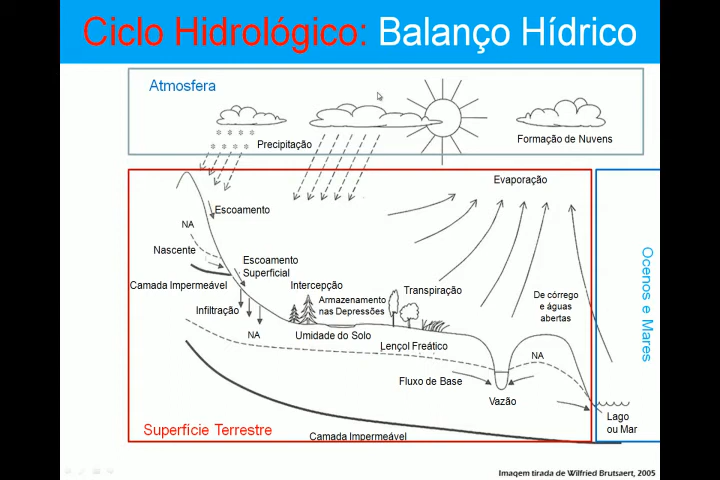 Ciclo Hidrológico: Balanço Hídrico
Atmosfera
Precipitação
Formação de Nuvens
Evaporação
Escoamento
NA
Nascente
Escoamento
Superficial
Camada Impermeável
Intercepção
Transpiração
Armazenamento
nas Depressões
De córrego
e águas
abertas
Infiltração
NA
Umidade do Solo
Lençol Freático
NA
Fluxo de Base
Vazão
Lago
ou Mar
Ocenos e Mares
Superfície Terrestre
Camada Impermeável
Imagem tirada de Wilfried Brutsaert, 2005